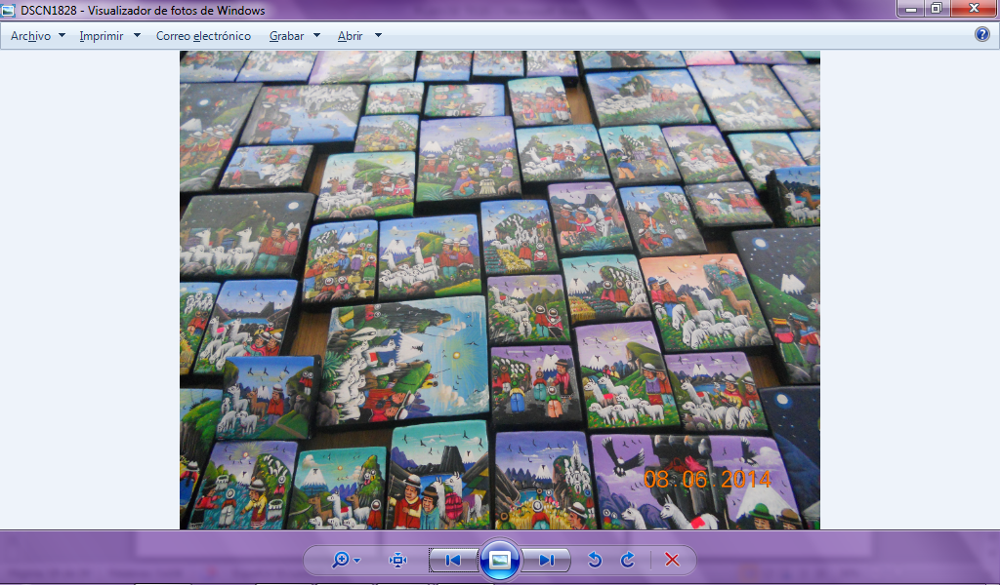 DSCN1828 - Visualizador de fotos de Windows
Archivo Imprimir Correo electrónico Grabar Abrir
08.06.2014